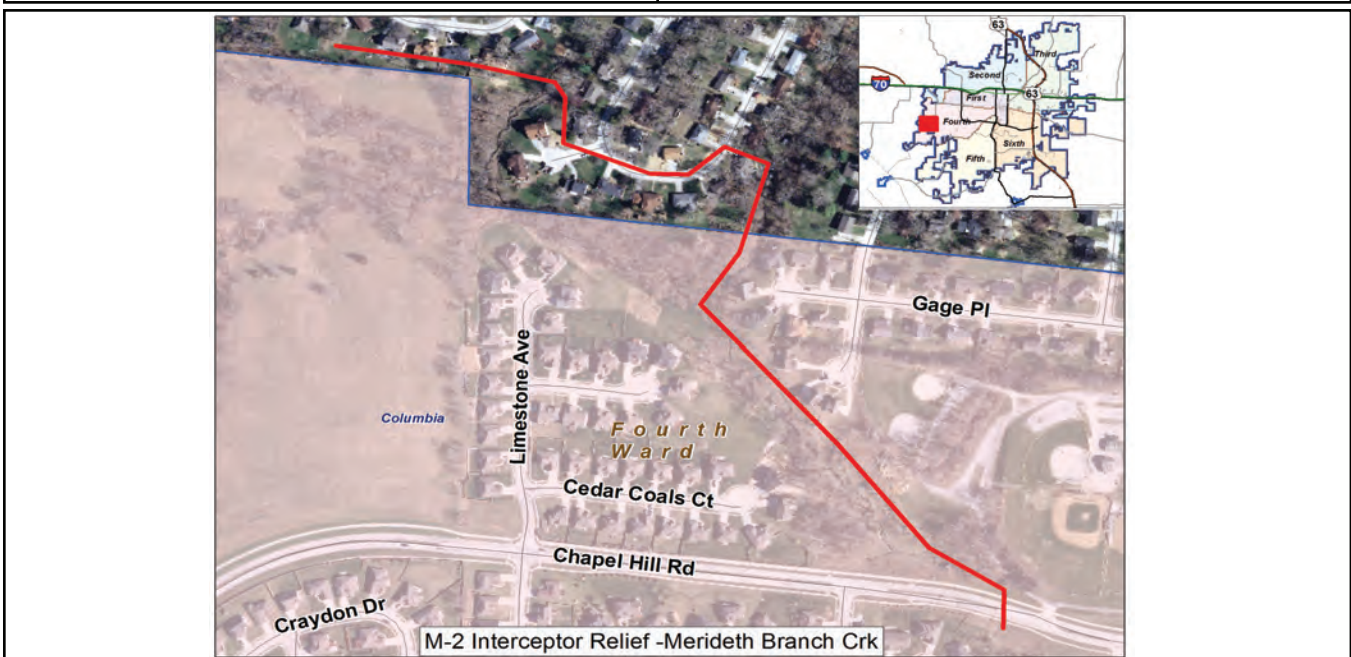 63
Third
Second
70
63
First
Fourth
Sixth
Fifth
Gage Pl
Limestone Ave
Columbia
Fourth
Ward
Cedar Coals Ct
Chapel Hill Rd
Craydon Dr
M-2 Interceptor Relief -Merideth Branch Crk